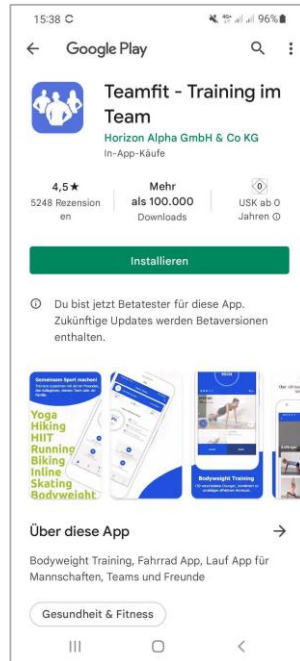 15:38
96%
Google Play
Teamfit - Training im
Team
Horizon Alpha GmbH & Co KG
In-App-Käufe
4,5★
5248 Rezension
en
Mehr
als 100.000
Downloads
0
USK ab 0
Jahren
Installieren
Du bist jetzt Betatester für diese App.
Zukünftige Updates werden Betaversionen
enthalten.
Gemeinsam Sport machen!
Yoga
Hiking
HIIT
Running
Biking
Inline
Skating
Bodyweight
Bodyweight Training
Über diese App
Bodyweight Training, Fahrrad App, Lauf App für
Mannschaften, Teams und Freunde
Gesundheit & Fitness